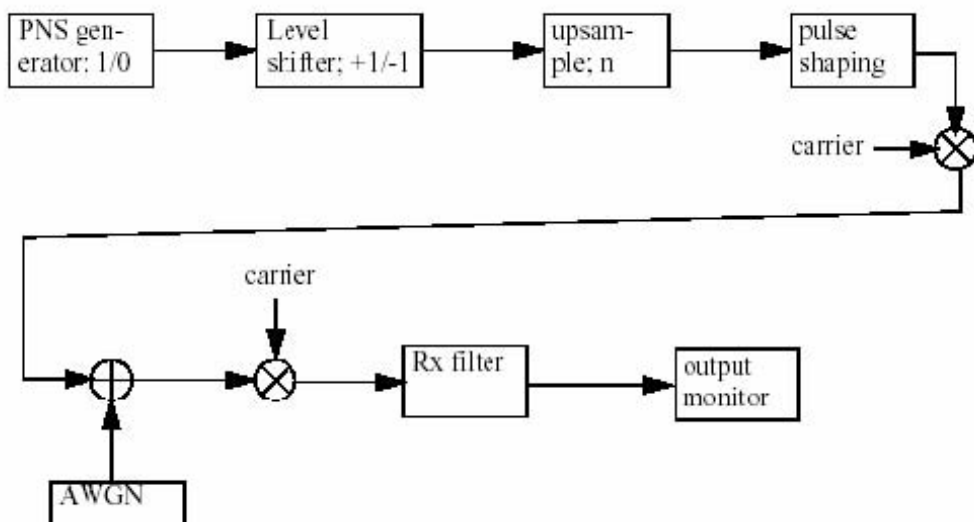 PNS gen-
erator: 1/0
Level
shifter; +1/-1
upsam-
ple; n
pulse
shaping
carrier
carrier
Rx filter
output
monitor
AWGN